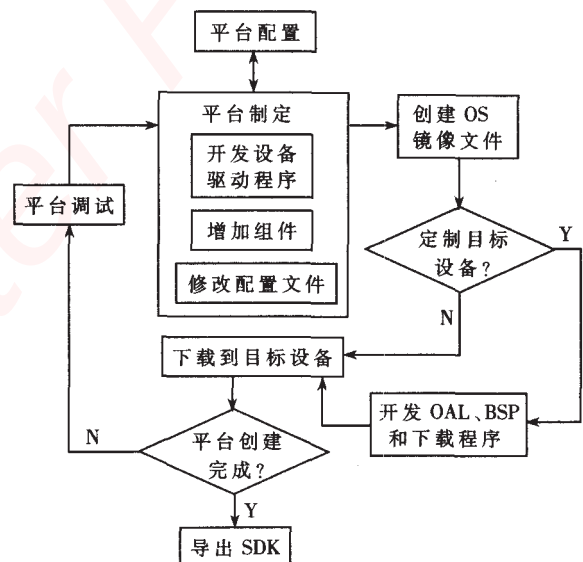 平台配置
平台制定
开发设备
驱动程序
增加组件
修改配置文件
创建 OS
镜像文件
平台调试
定制目标
设备?
Y
N
下载到目标设备
开发 OAL、BSP
和下载程序
平台创建
完成?
N
Y
导出 SDK